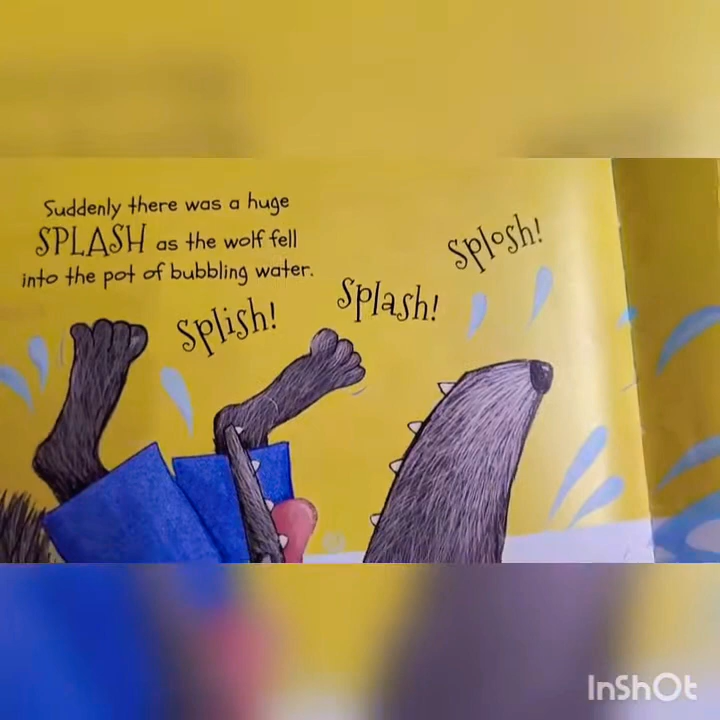 Suddenly there was a huge
SPLASH as the wolf fell
into the pot of bubbling water.
splish!
splash!
splosh!
InShOt